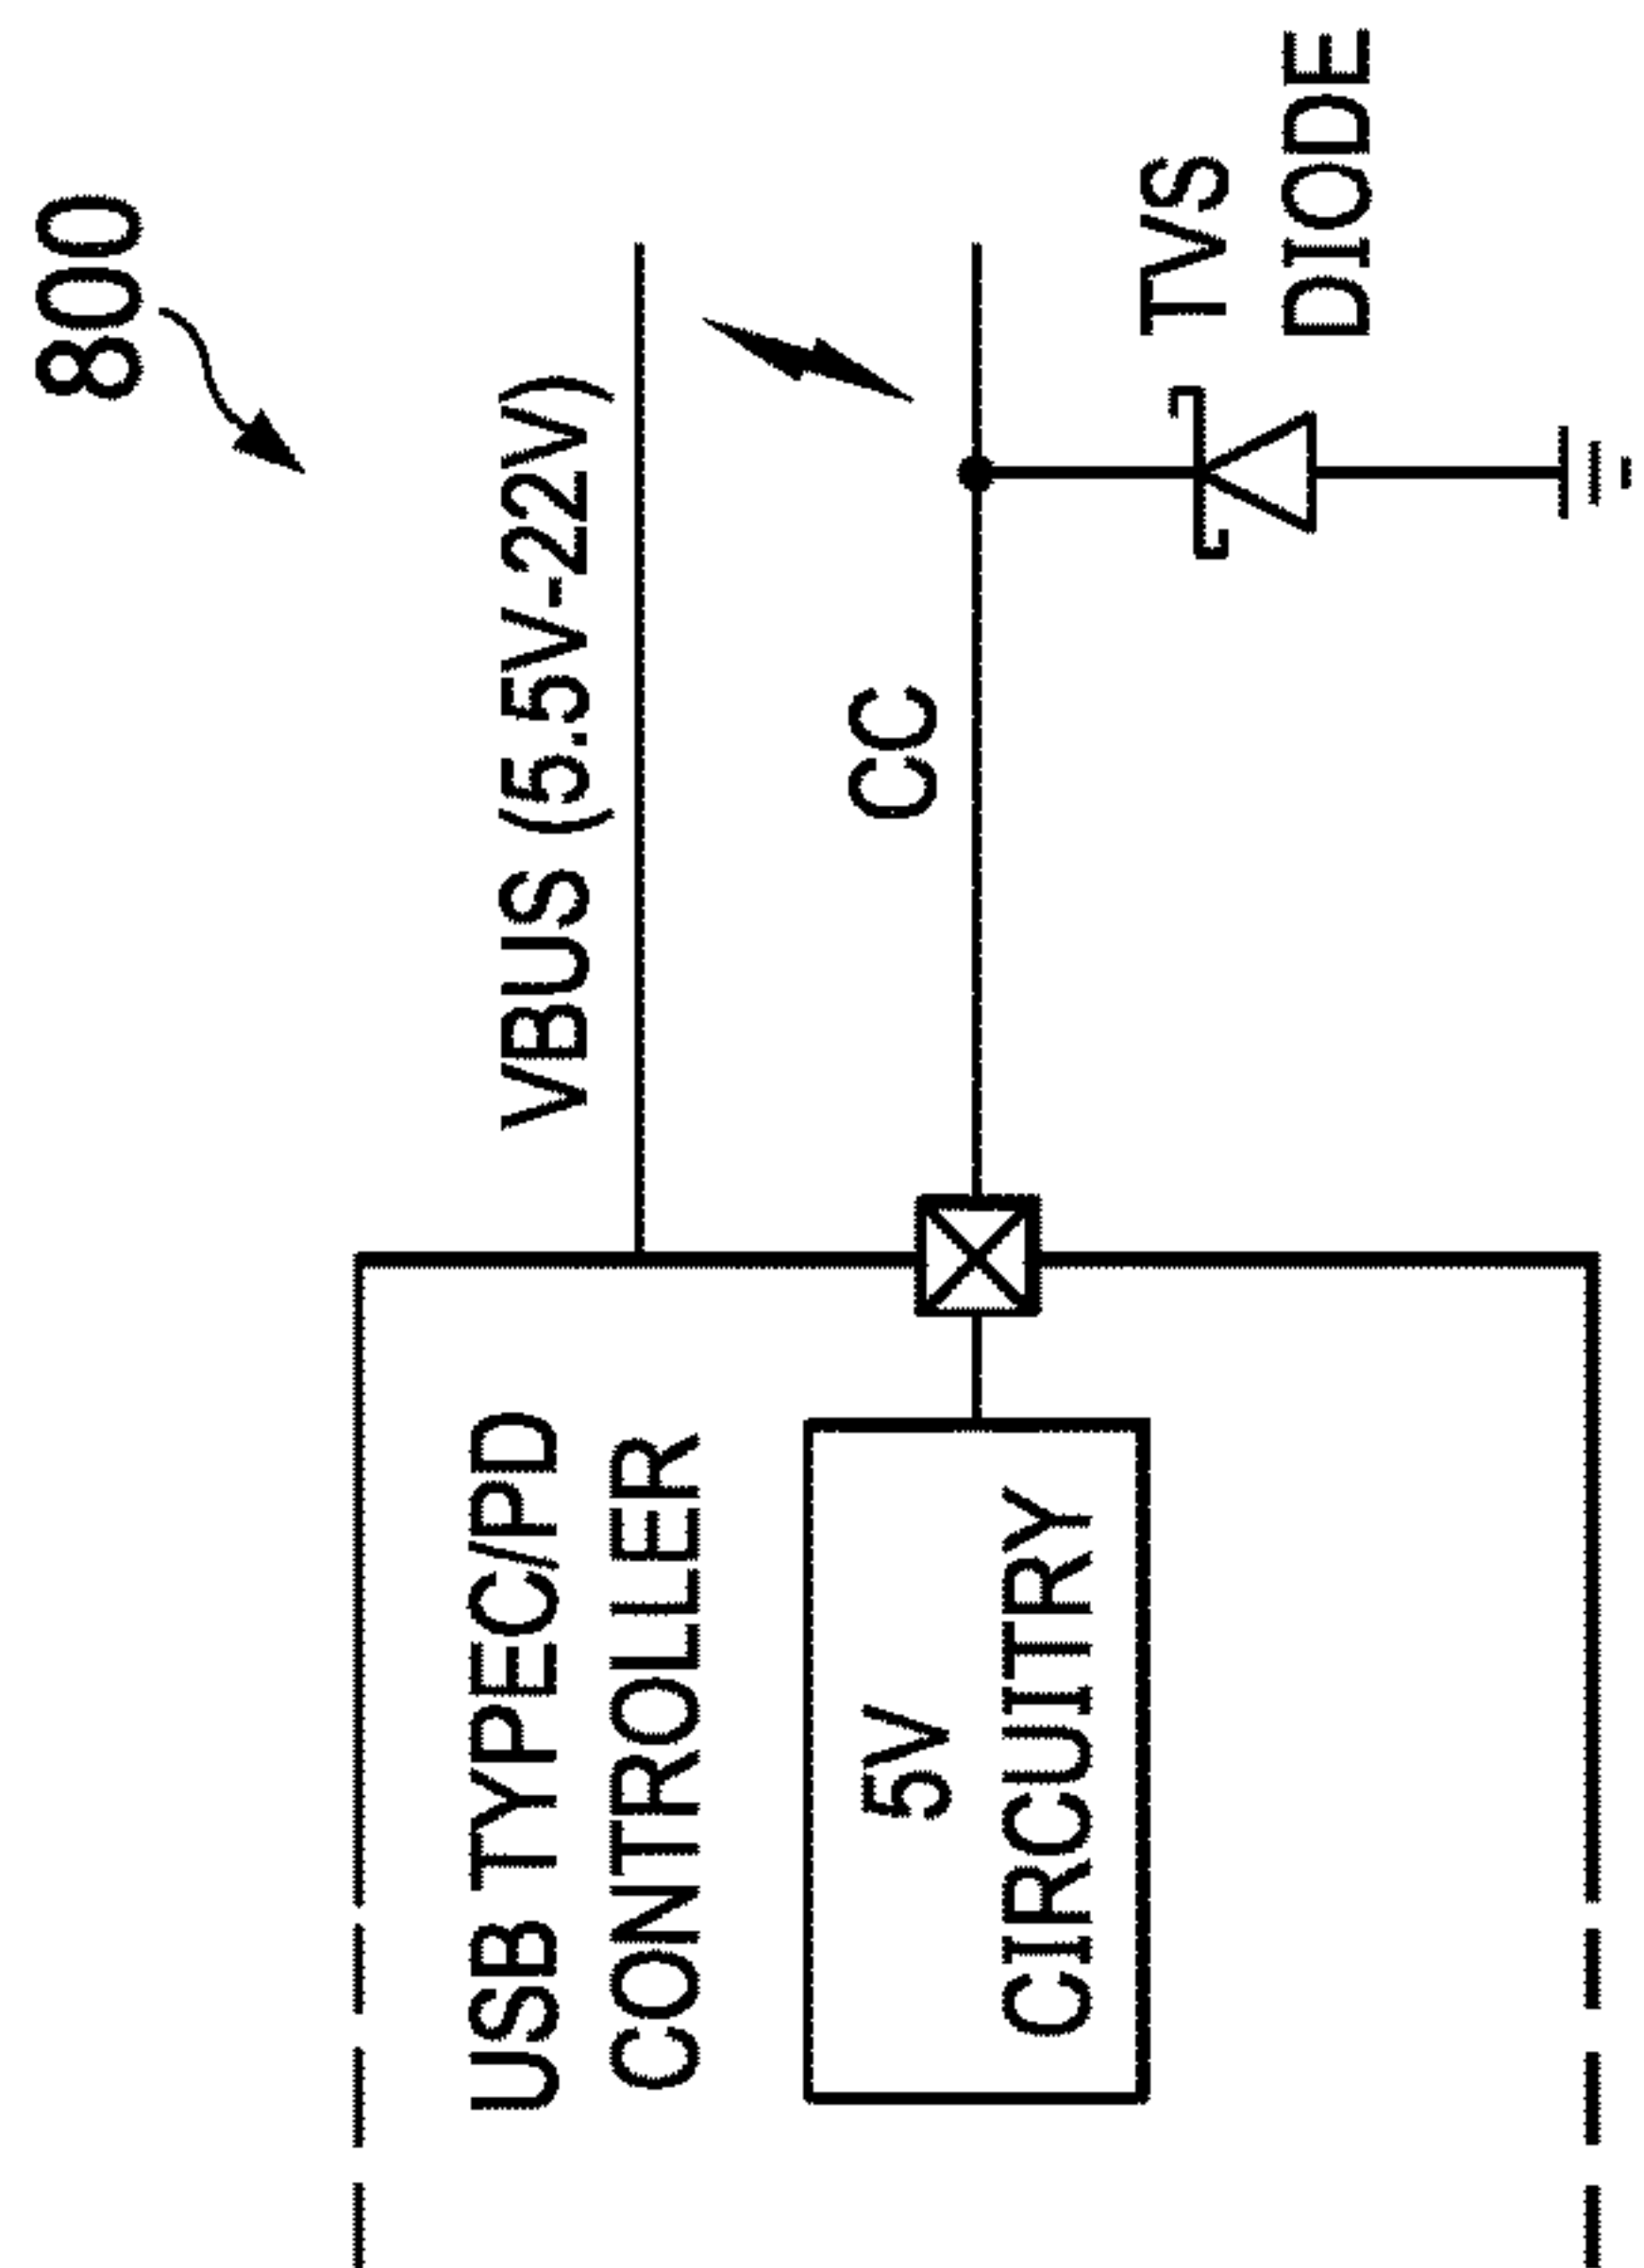 800
USB TYPEC/PD
CONTROLLER
VBUS (5.5V-22V)
5V
CIRCUITRY
CC
TVS
DIODE